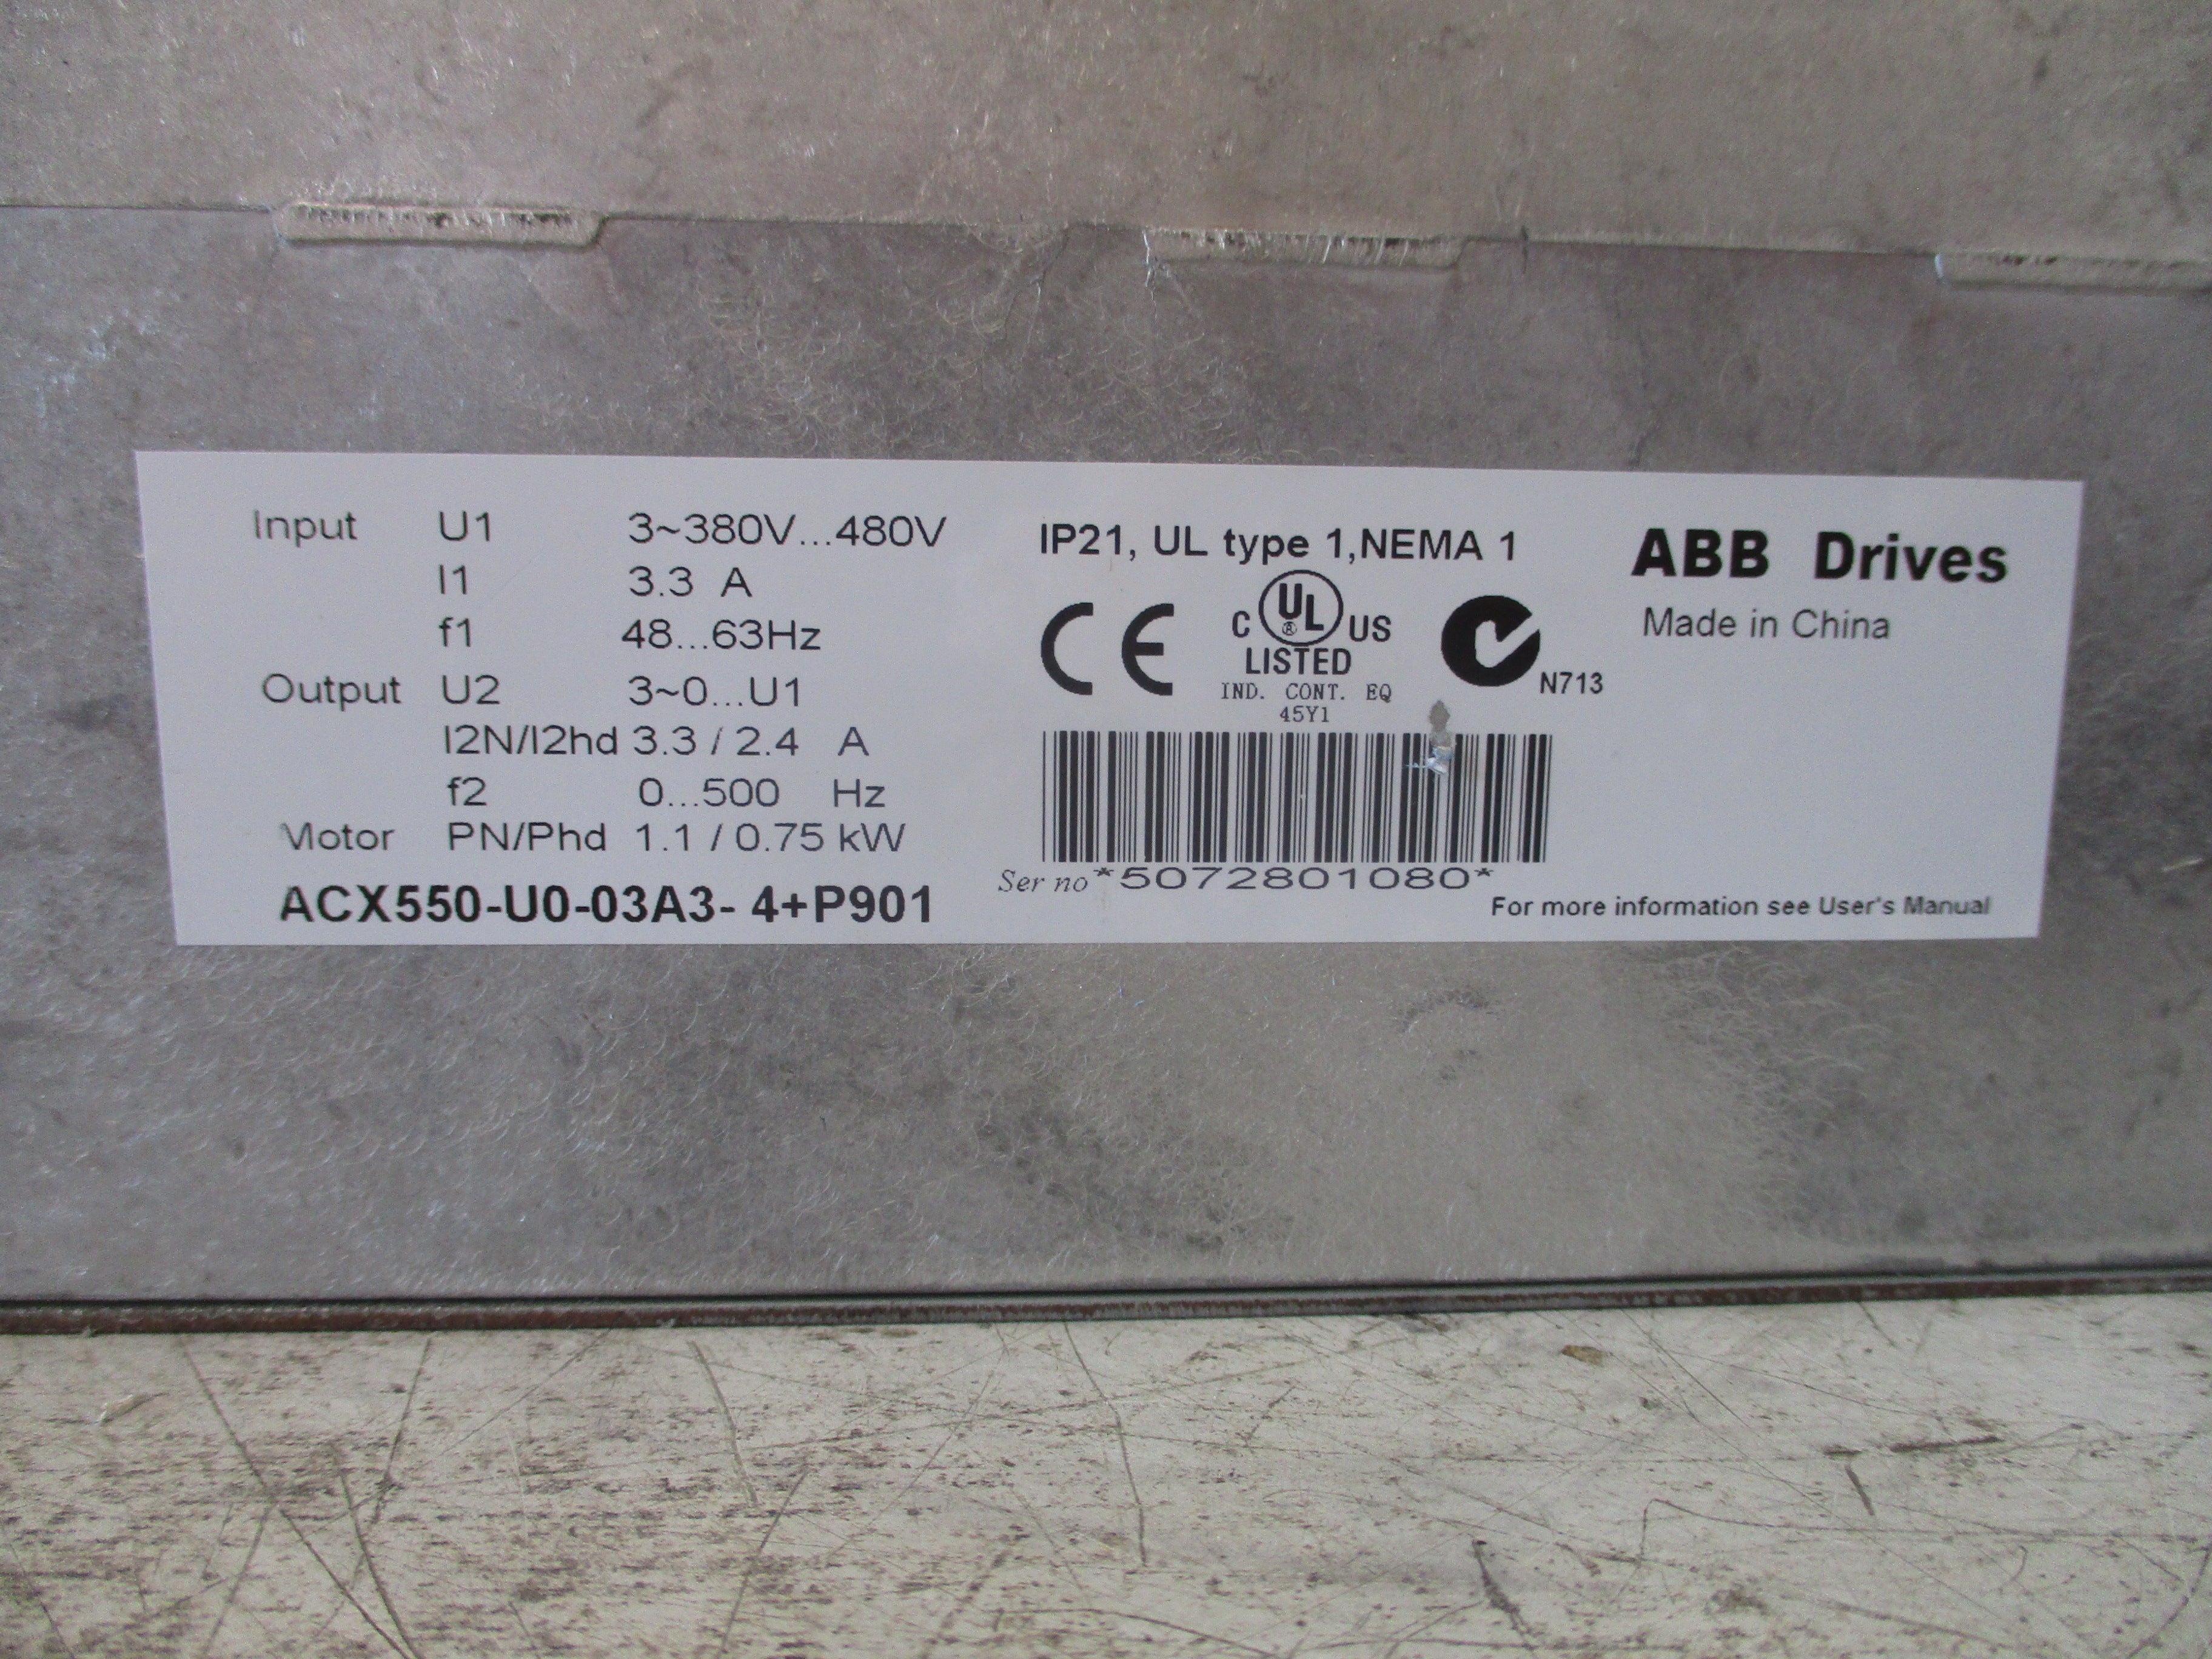 Input U1 3~380V...480V
I1 3.3 A
f1 48...63Hz
Output U2 3~0...U1
I2N/I2hd 3.3 / 2.4 A
f2 0...500 Hz
Motor PN/Phd 1.1 / 0.75 kW
ACX550-U0-03A3- 4+P901
IP21, UL type 1,NEMA 1
CE
C UL ® US
LISTED
IND. CONT. EQ
45Y1
N713
Ser no *5072801080*
ABB Drives
Made in China
For more information see User's Manual